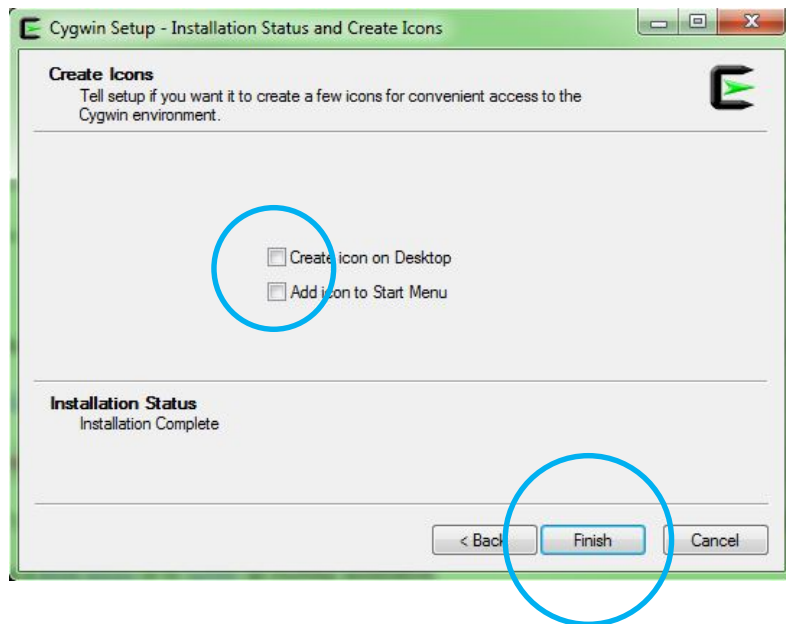 Cygwin Setup - Installation Status and Create Icons
Create Icons
Tell setup if you want it to create a few icons for convenient access to the
Cygwin environment.
Create icon on Desktop
Add icon to Start Menu
Installation Status
Installation Complete
< Back Finish Cancel